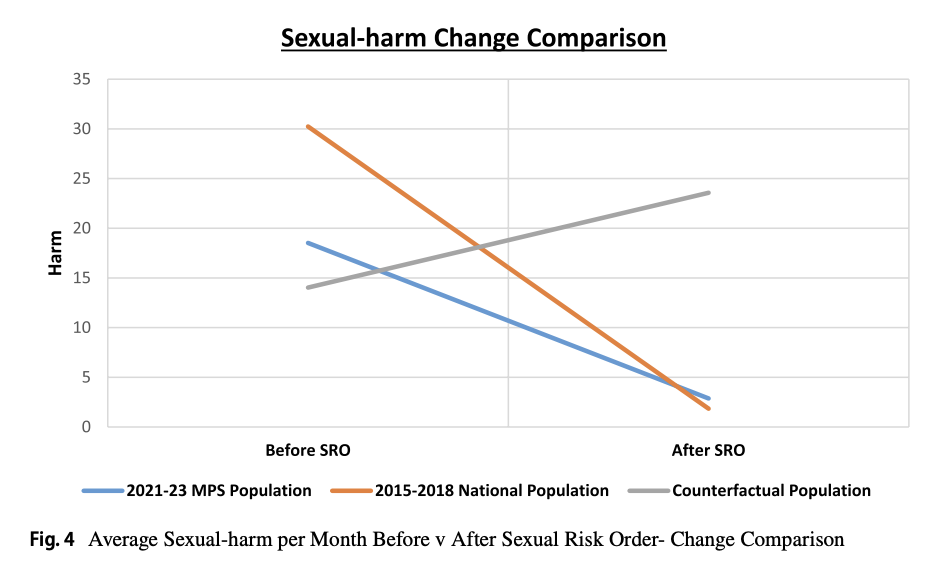 Sexual-harm Change Comparison
35
30
25
20
15
10
5
0
Harm
Before SRO After SRO
2021-23 MPS Population 2015-2018 National Population Counterfactual Population
Fig. 4 Average Sexual-harm per Month Before v After Sexual Risk Order- Change Comparison